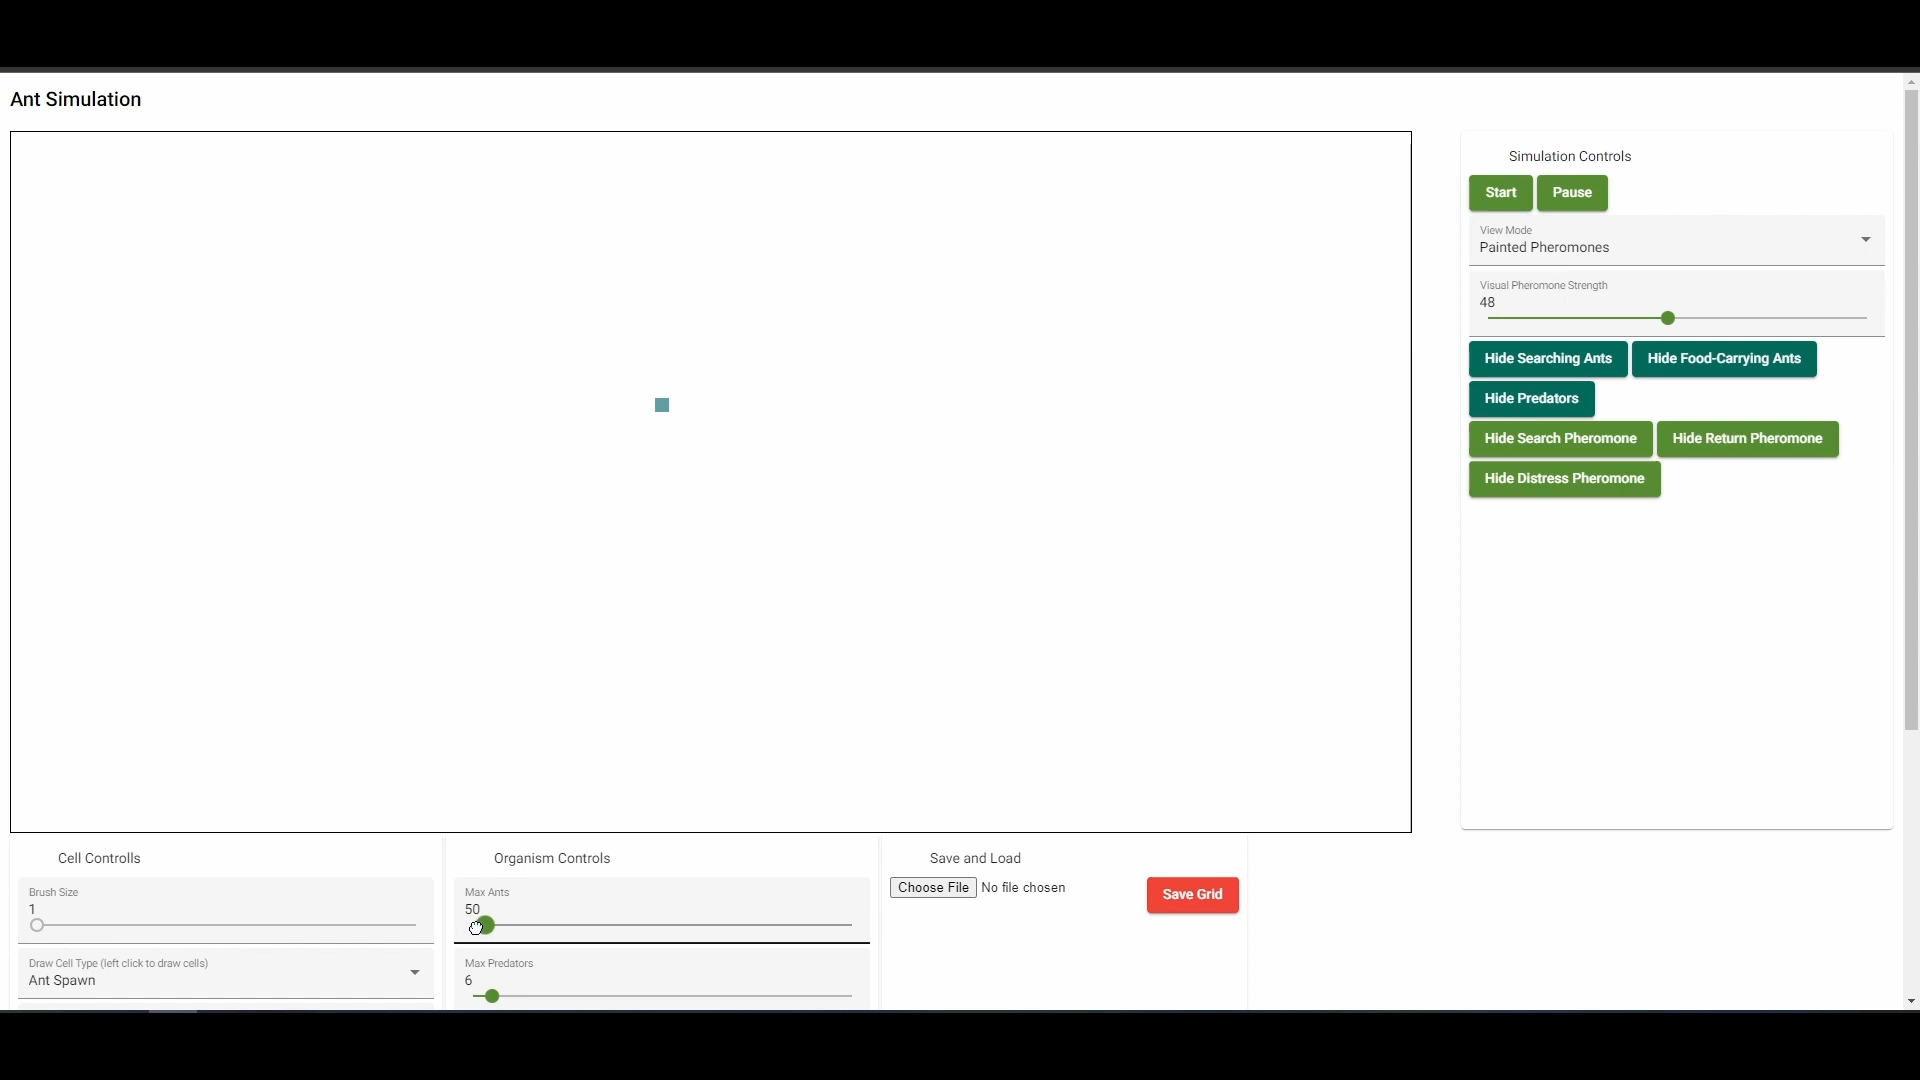 Ant Simulation
Simulation Controls
Start Pause
View Mode
Painted Pheromones
Visual Pheromone Strength
48
Hide Searching Ants Hide Food-Carrying Ants
Hide Predators
Hide Search Pheromone Hide Return Pheromone
Hide Distress Pheromone
Cell Controlls
Brush Size
1
Draw Cell Type (left click to draw cells)
Ant Spawn
Organism Controls
Max Ants
50
Max Predators
6
Save and Load
Choose File No file chosen
Save Grid